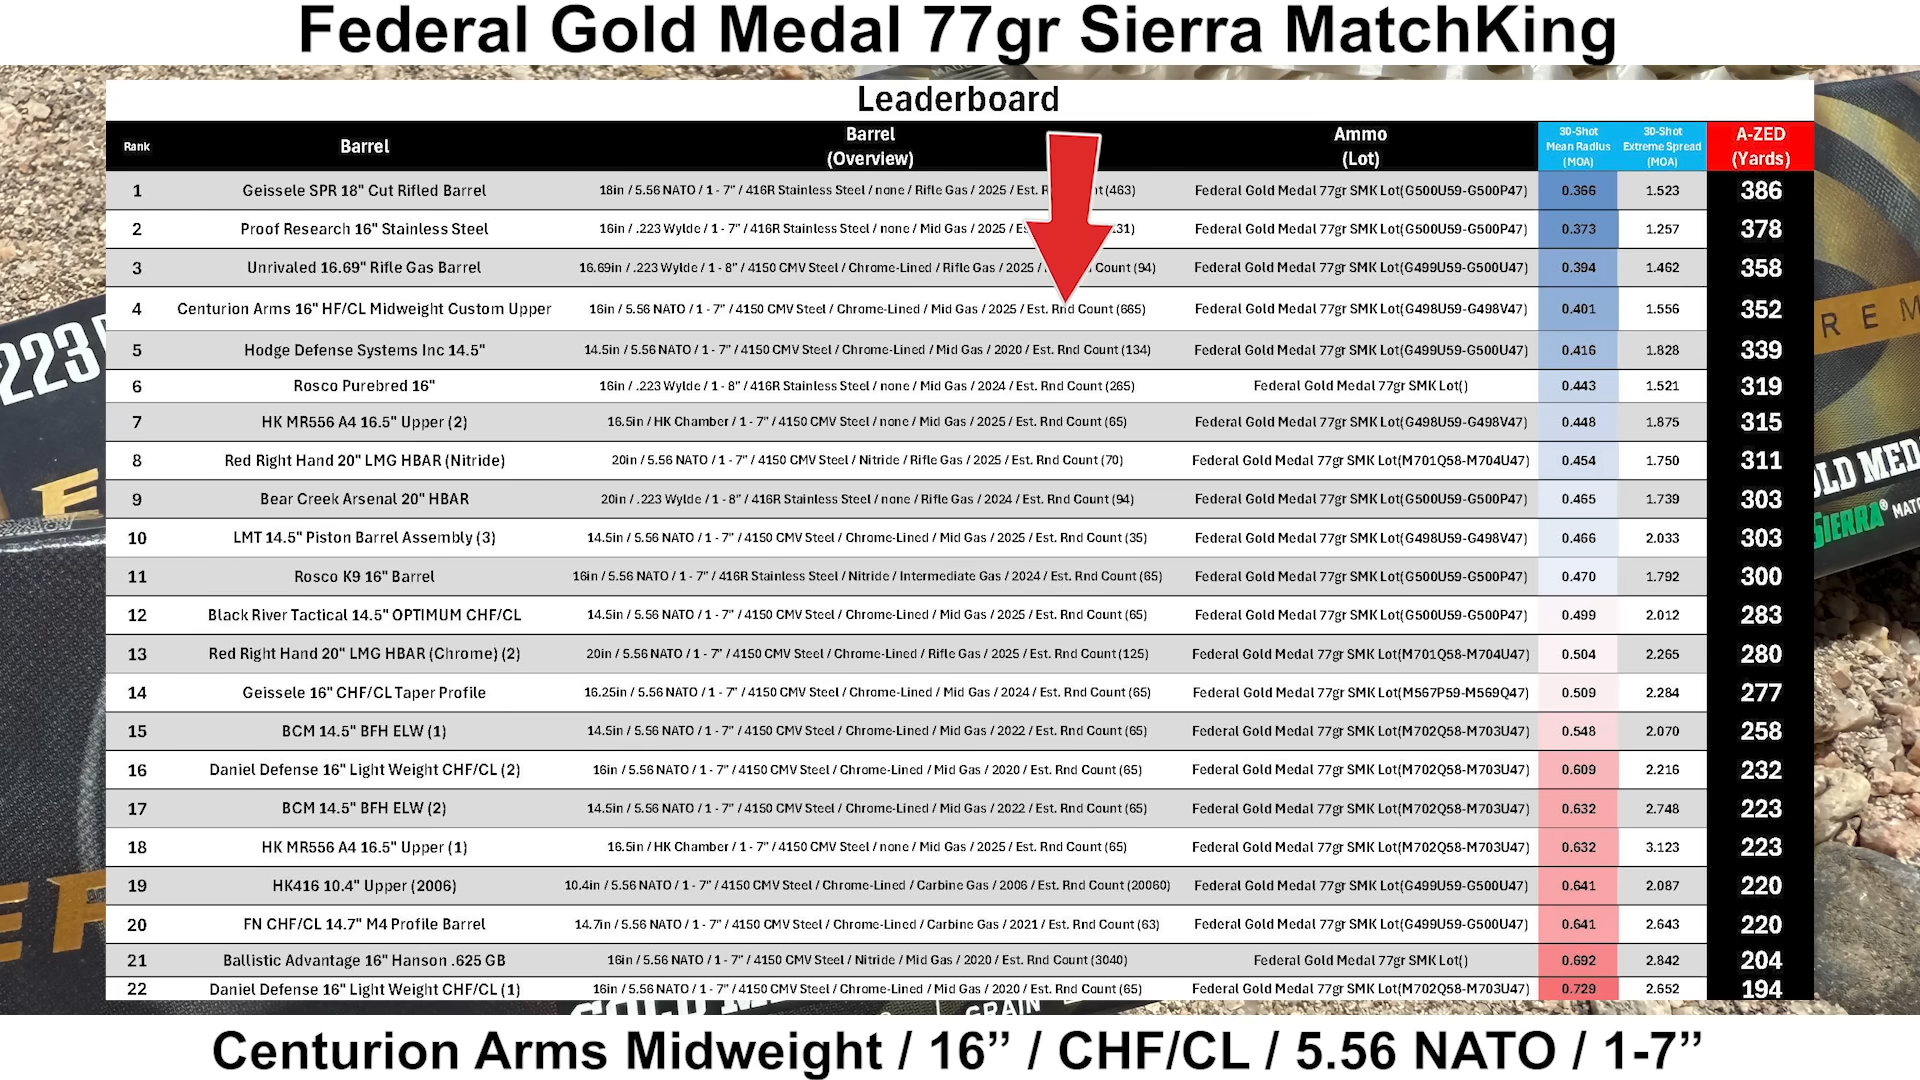 Federal Gold Medal 77gr Sierra MatchKing
Leaderboard
Rank Barrel Barrel (Overview) Ammo (Lot) 30-Shot Mean Radius (MOA) 30-Shot Extreme Spread (MOA) A-ZED (Yards)
1 Geissele SPR 18" Cut Rifled Barrel 18in / 5.56 NATO / 1 - 7" / 416R Stainless Steel / none / Rifle Gas / 2025 / Est. (463) Federal Gold Medal 77gr SMK Lot(G500U59-G500P47) 0.366 1.523 386
2 Proof Research 16" Stainless Steel 16in / .223 Wylde / 1 - 7" / 416R Stainless Steel / none / Mid Gas / 2025 / Federal Gold Medal 77gr SMK Lot(G500U59-G500P47) 0.373 1.257 378
3 Unrivaled 16.69" Rifle Gas Barrel 16.69in / .223 Wylde / 1 - 8" / 4150 CMV Steel / Chrome-Lined / Rifle Gas / 2025 / Count (94) Federal Gold Medal 77gr SMK Lot(G499U59-G500U47) 0.394 1.462 358
4 Centurion Arms 16" HF/CL Midweight Custom Upper 16in / 5.56 NATO / 1 - 7" / 4150 CMV Steel / Chrome-Lined / Mid Gas / 2025 / Est. Rnd Count (665) Federal Gold Medal 77gr SMK Lot(G498U59-G498V47) 0.401 1.556 352
5 Hodge Defense Systems Inc 14.5" 14.5in / 5.56 NATO / 1 - 7" / 4150 CMV Steel / Chrome-Lined / Mid Gas / 2020 / Est. Rnd Count (134) Federal Gold Medal 77gr SMK Lot(G499U59-G500U47) 0.416 1.828 339
6 Rosco Purebred 16" 16in / .223 Wylde / 1 - 8" / 416R Stainless Steel / none / Mid Gas / 2024 / Est. Rnd Count (265) Federal Gold Medal 77gr SMK Lot() 0.443 1.521 319
7 HK MR556 A4 16.5" Upper (2) 16.5in / HK Chamber / 1 - 7" / 4150 CMV Steel / none / Mid Gas / 2025 / Est. Rnd Count (65) Federal Gold Medal 77gr SMK Lot(G498U59-G498V47) 0.448 1.875 315
8 Red Right Hand 20" LMG HBAR (Nitride) 20in / 5.56 NATO / 1 - 7" / 4150 CMV Steel / Nitride / Rifle Gas / 2025 / Est. Rnd Count (70) Federal Gold Medal 77gr SMK Lot(M701Q58-M704U47) 0.454 1.750 311
9 Bear Creek Arsenal 20" HBAR 20in / .223 Wylde / 1 - 8" / 416R Stainless Steel / none / Rifle Gas / 2024 / Est. Rnd Count (94) Federal Gold Medal 77gr SMK Lot(G500U59-G500P47) 0.465 1.739 303
10 LMT 14.5" Piston Barrel Assembly (3) 14.5in / 5.56 NATO / 1 - 7" / 4150 CMV Steel / Chrome-Lined / Mid Gas / 2025 / Est. Rnd Count (35) Federal Gold Medal 77gr SMK Lot(G498U59-G498V47) 0.466 2.033 303
11 Rosco K9 16" Barrel 16in / 5.56 NATO / 1 - 7" / 416R Stainless Steel / Nitride / Intermediate Gas / 2024 / Est. Rnd Count (65) Federal Gold Medal 77gr SMK Lot(G500U59-G500P47) 0.470 1.792 300
12 Black River Tactical 14.5" OPTIMUM CHF/CL 14.5in / 5.56 NATO / 1 - 7" / 4150 CMV Steel / Chrome-Lined / Mid Gas / 2025 / Est. Rnd Count (65) Federal Gold Medal 77gr SMK Lot(G500U59-G500P47) 0.499 2.012 283
13 Red Right Hand 20" LMG HBAR (Chrome) (2) 20in / 5.56 NATO / 1 - 7" / 4150 CMV Steel / Chrome-Lined / Rifle Gas / 2025 / Est. Rnd Count (125) Federal Gold Medal 77gr SMK Lot(M701Q58-M704U47) 0.504 2.265 280
14 Geissele 16" CHF/CL Taper Profile 16.25in / 5.56 NATO / 1 - 7" / 4150 CMV Steel / Chrome-Lined / Mid Gas / 2024 / Est. Rnd Count (65) Federal Gold Medal 77gr SMK Lot(M567P59-M569Q47) 0.509 2.284 277
15 BCM 14.5" BFH ELW (1) 14.5in / 5.56 NATO / 1 - 7" / 4150 CMV Steel / Chrome-Lined / Mid Gas / 2022 / Est. Rnd Count (65) Federal Gold Medal 77gr SMK Lot(M702Q58-M703U47) 0.548 2.070 258
16 Daniel Defense 16" Light Weight CHF/CL (2) 16in / 5.56 NATO / 1 - 7" / 4150 CMV Steel / Chrome-Lined / Mid Gas / 2020 / Est. Rnd Count (65) Federal Gold Medal 77gr SMK Lot(M702Q58-M703U47) 0.609 2.216 232
17 BCM 14.5" BFH ELW (2) 14.5in / 5.56 NATO / 1 - 7" / 4150 CMV Steel / Chrome-Lined / Mid Gas / 2022 / Est. Rnd Count (65) Federal Gold Medal 77gr SMK Lot(M702Q58-M703U47) 0.632 2.748 223
18 HK MR556 A4 16.5" Upper (1) 16.5in / HK Chamber / 1 - 7" / 4150 CMV Steel / none / Mid Gas / 2025 / Est. Rnd Count (65) Federal Gold Medal 77gr SMK Lot(M702Q58-M703U47) 0.632 3.123 223
19 HK416 10.4" Upper (2006) 10.4in / 5.56 NATO / 1 - 7" / 4150 CMV Steel / Chrome-Lined / Carbine Gas / 2006 / Est. Rnd Count (20060) Federal Gold Medal 77gr SMK Lot(G499U59-G500U47) 0.641 2.087 220
20 FN CHF/CL 14.7" M4 Profile Barrel 14.7in / 5.56 NATO / 1 - 7" / 4150 CMV Steel / Chrome-Lined / Carbine Gas / 2021 / Est. Rnd Count (63) Federal Gold Medal 77gr SMK Lot(G499U59-G500U47) 0.641 2.643 220
21 Ballistic Advantage 16" Hanson .625 GB 16in / 5.56 NATO / 1 - 7" / 4150 CMV Steel / Nitride / Mid Gas / 2020 / Est. Rnd Count (3040) Federal Gold Medal 77gr SMK Lot() 0.692 2.842 204
22 Daniel Defense 16" Light Weight CHF/CL (1) 16in / 5.56 NATO / 1 - 7" / 4150 CMV Steel / Chrome-Lined / Mid Gas / 2020 / Est. Rnd Count (65) Federal Gold Medal 77gr SMK Lot(M702Q58-M703U47) 0.729 2.652 194
223
SIERRA®
GRAIN
Centurion Arms Midweight / 16” / CHF/CL / 5.56 NATO / 1-7”